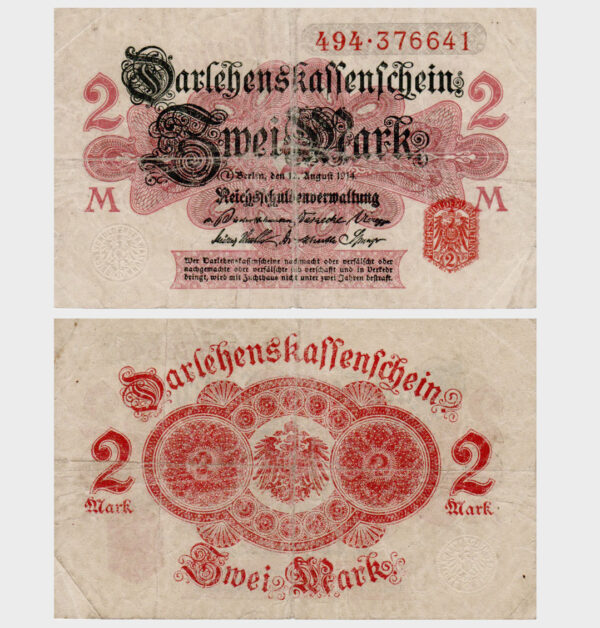 494·376641
Darlehenskassenschein
2 2
Zwei Mark
M M
Berlin, den 12. August 1914.
Reichsschuldenverwaltung
Wer Darlehenskassenscheine nachmacht oder verfälscht oder
nachgemachte oder verfälschte sich verschafft und in Verkehr
bringt, wird mit Zuchthaus nicht unter zwei Jahren bestraft.
2
Darlehenskassenschein
2 2
Mark Mark
Zwei Mark